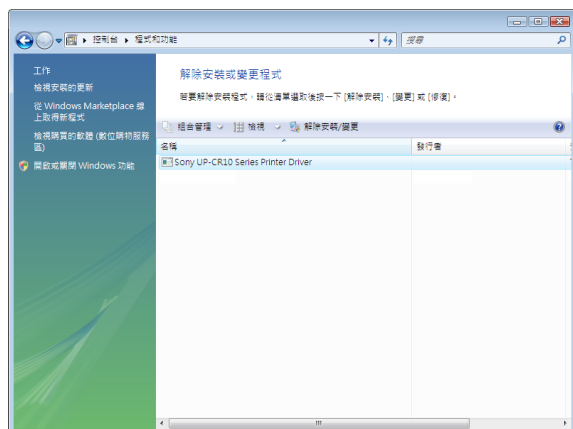 控制台 ▸ 程式和功能
搜尋
工作
檢視安裝的更新
從 Windows Marketplace 線
上取得新程式
檢視購買的軟體 (數位購物服務
區)
開啟或關閉 Windows 功能
解除安裝或變更程式
若要解除安裝程式，請從清單選取後按一下 [解除安裝]、[變更] 或 [修復]。
組合管理
檢視
解除安裝/變更
名稱
發行者
Sony UP-CR10 Series Printer Driver